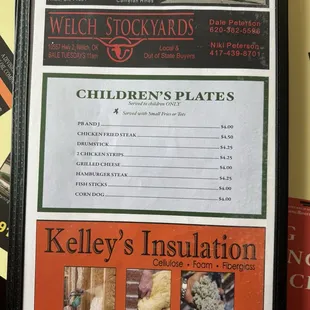 WELCH STOCKYARDS
Dale Peterson
Niki Peterson
Local &
Out of State Buyers
SALE TUESDAYS 11am
CHILDREN'S PLATES
Served to children ONLY
* Served with Small Fries or Tots
PB AND J $4.00
CHICKEN FRIED STEAK $4.50
DRUMSTICK $4.25
2 CHICKEN STRIPS $4.25
GRILLED CHEESE $4.00
HAMBURGER STEAK $4.25
FISH STICKS $4.00
CORN DOG $4.00
Kelley's Insulation
Cellulose • Foam • Fiberglass